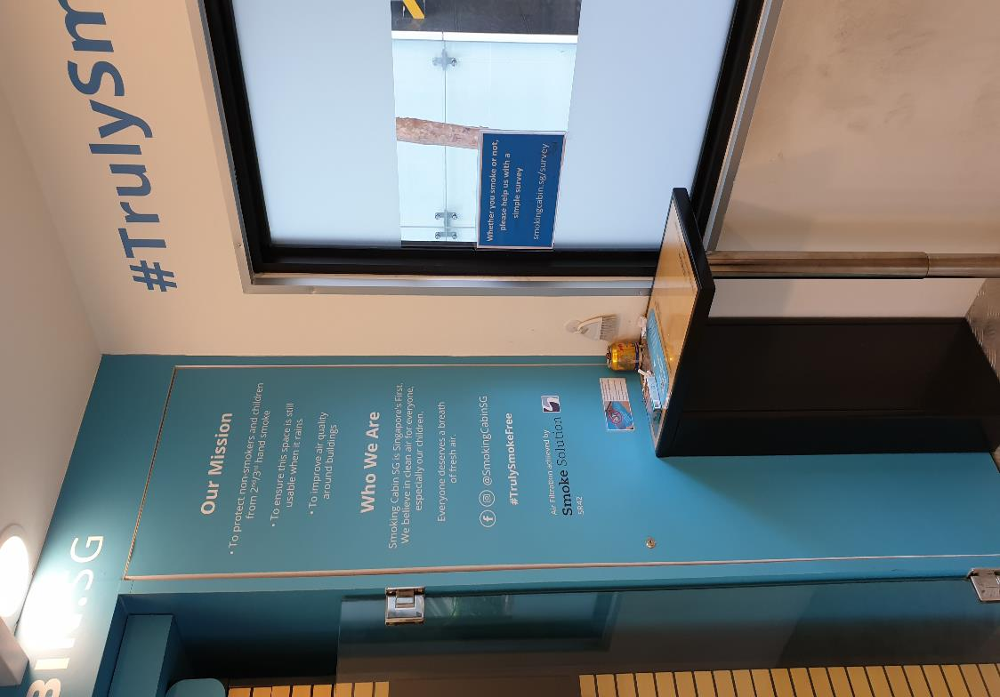 BIN.SG
Our Mission
• To protect non-smokers and children
from 2nd/3rd hand smoke
• To ensure this space is still
usable when it rains
• To improve air quality
around buildings
Who We Are
Smoking Cabin SG is Singapore's First.
We believe in clean air for everyone,
especially our children.
Everyone deserves a breath
of fresh air.
@SmokingCabinSG
#TrulySmokeFree
Air Filtration achieved by
Smoke Solution
SR42
#TrulySm
Whether you smoke or not,
please help us with a
simple survey
smokingcabin.sg/survey